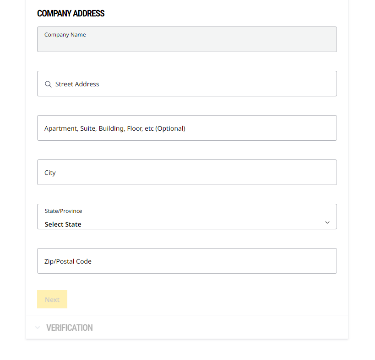 COMPANY ADDRESS
Company Name
Street Address
Apartment, Suite, Building, Floor, etc (Optional)
City
State/Province
Select State
Zip/Postal Code
Next
VERIFICATION